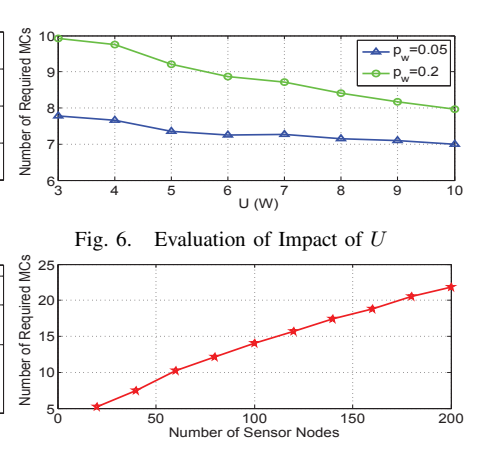 10
9
8
7
6
Number of Required MCs
p_w=0.05
p_w=0.2
3 4 5 6 7 8 9 10
U (W)
Fig. 6. Evaluation of Impact of U
25
20
15
10
5
Number of Required MCs
0 50 100 150 200
Number of Sensor Nodes